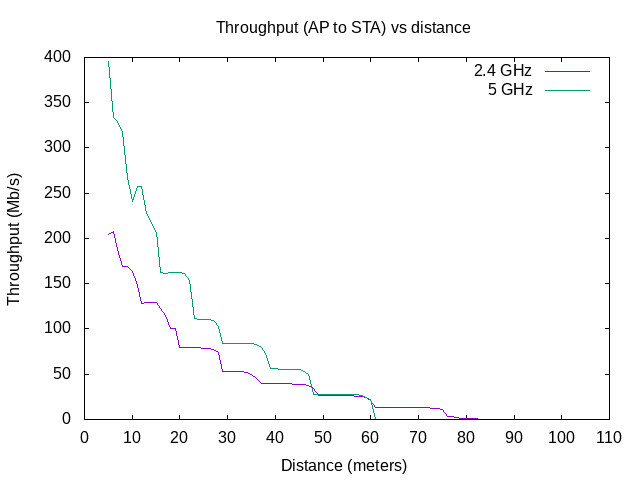 Throughput (AP to STA) vs distance
400
350
300
250
200
150
100
50
0
0 10 20 30 40 50 60 70 80 90 100 110
Throughput (Mb/s)
Distance (meters)
2.4 GHz
5 GHz